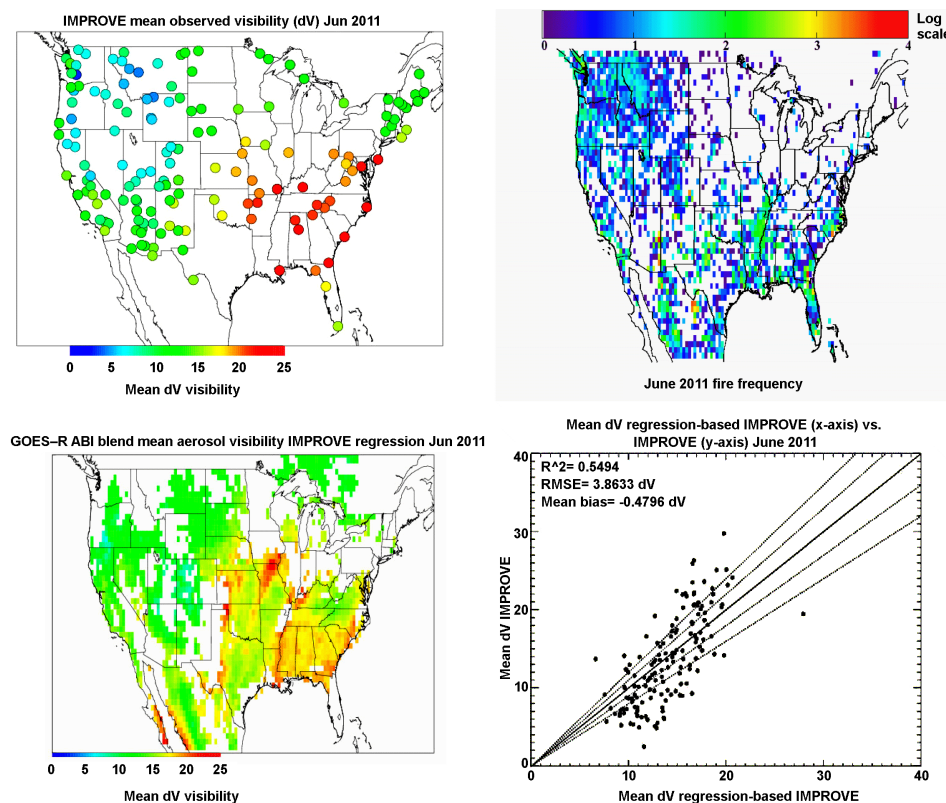 IMPROVE mean observed visibility (dV) Jun 2011
0 5 10 15 20 25
Mean dV visibility
Log
scale
0 1 2 3 4
June 2011 fire frequency
GOES–R ABI blend mean aerosol visibility IMPROVE regression Jun 2011
0 5 10 15 20 25
Mean dV visibility
Mean dV regression-based IMPROVE (x-axis) vs.
IMPROVE (y-axis) June 2011
R^2= 0.5494
RMSE= 3.8633 dV
Mean bias= -0.4796 dV
40
30
20
10
0
Mean dV IMPROVE
0 10 20 30 40
Mean dV regression-based IMPROVE